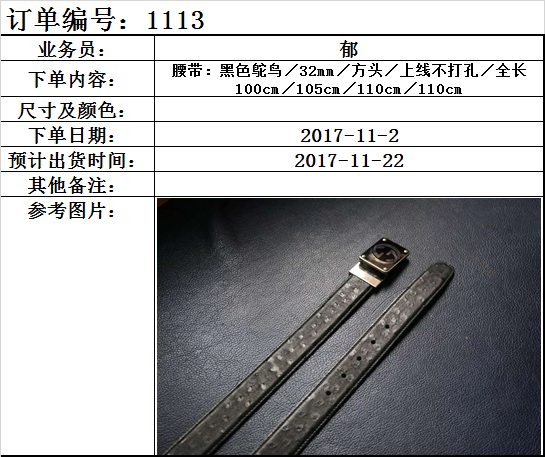 订单编号：1113
业务员： 郁
下单内容： 腰带：黑色鸵鸟／32mm／方头／上线不打孔／全长
100cm／105cm／110cm／110cm
尺寸及颜色：
下单日期： 2017-11-2
预计出货时间： 2017-11-22
其他备注：
参考图片：